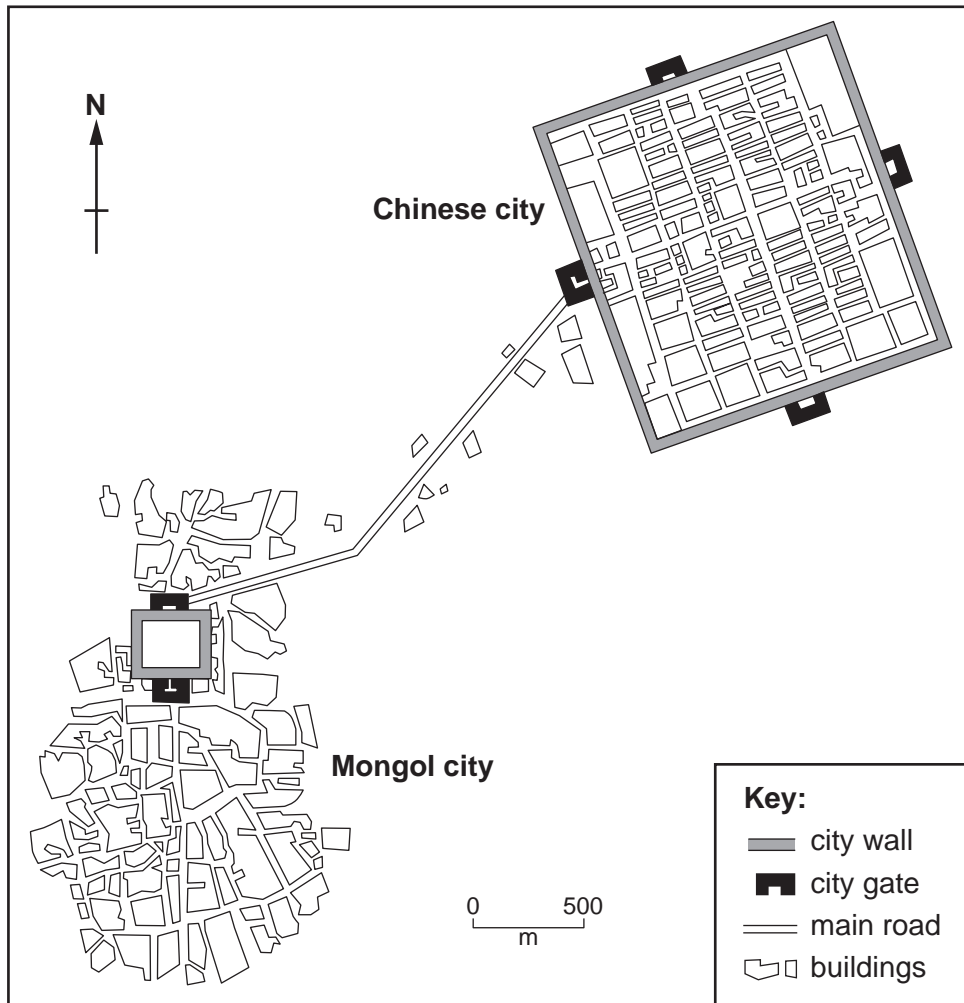 N
Chinese city
Mongol city
0 500
m
Key:
city wall
city gate
main road
buildings